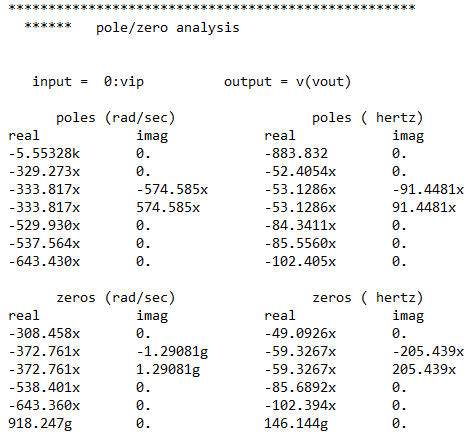 ***************************************************
****** pole/zero analysis
input = 0:vip output = v(vout)
poles (rad/sec) poles ( hertz)
real imag real imag
-5.55328k 0. -883.832 0.
-329.273x 0. -52.4054x 0.
-333.817x -574.585x -53.1286x -91.4481x
-333.817x 574.585x -53.1286x 91.4481x
-529.930x 0. -84.3411x 0.
-537.564x 0. -85.5560x 0.
-643.430x 0. -102.405x 0.
zeros (rad/sec) zeros ( hertz)
real imag real imag
-308.458x 0. -49.0926x 0.
-372.761x -1.29081g -59.3267x -205.439x
-372.761x 1.29081g -59.3267x 205.439x
-538.401x 0. -85.6892x 0.
-643.360x 0. -102.394x 0.
918.247g 0. 146.144g 0.